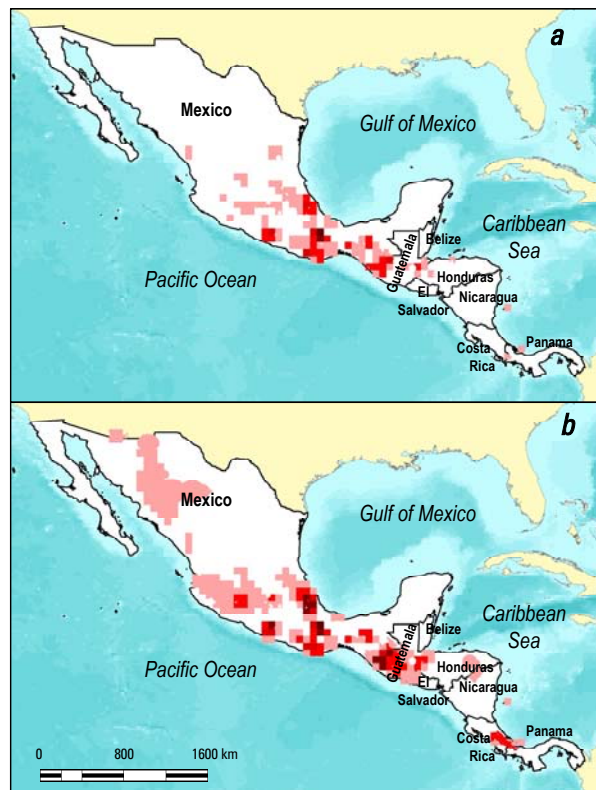 a
Mexico
Gulf of Mexico
Caribbean
Sea
Belize
Guatemala
Honduras
Pacific Ocean
El
Salvador
Nicaragua
Costa
Rica
Panama
b
Mexico
Gulf of Mexico
Caribbean
Sea
Belize
Guatemala
Honduras
Pacific Ocean
El
Salvador
Nicaragua
Costa
Rica
Panama
0 800 1600 km